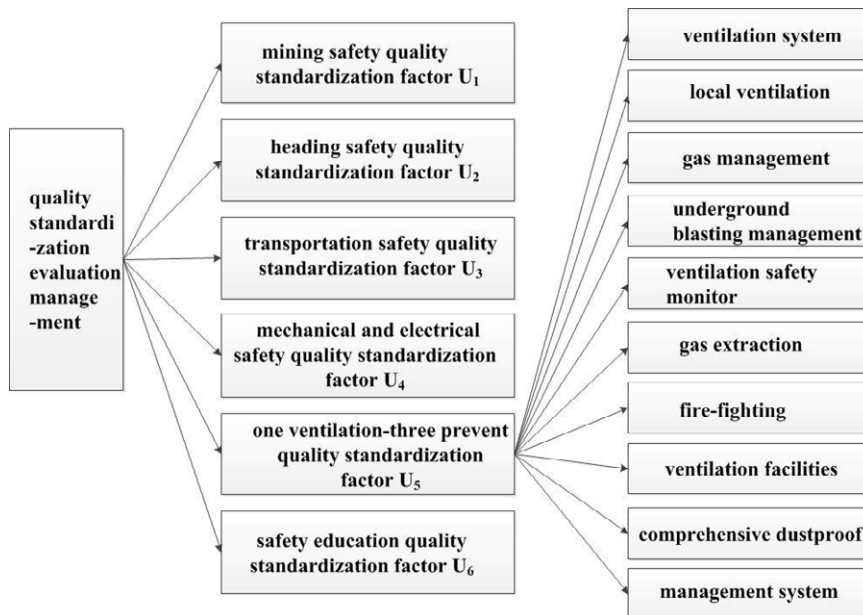 quality
standardi
-zation
evaluation
manage
-ment
mining safety quality
standardization factor U₁
heading safety quality
standardization factor U₂
transportation safety quality
standardization factor U₃
mechanical and electrical
safety quality standardization
factor U₄
one ventilation-three prevent
quality standardization
factor U₅
safety education quality
standardization factor U₆
ventilation system
local ventilation
gas management
underground
blasting management
ventilation safety
monitor
gas extraction
fire-fighting
ventilation facilities
comprehensive dustproof
management system